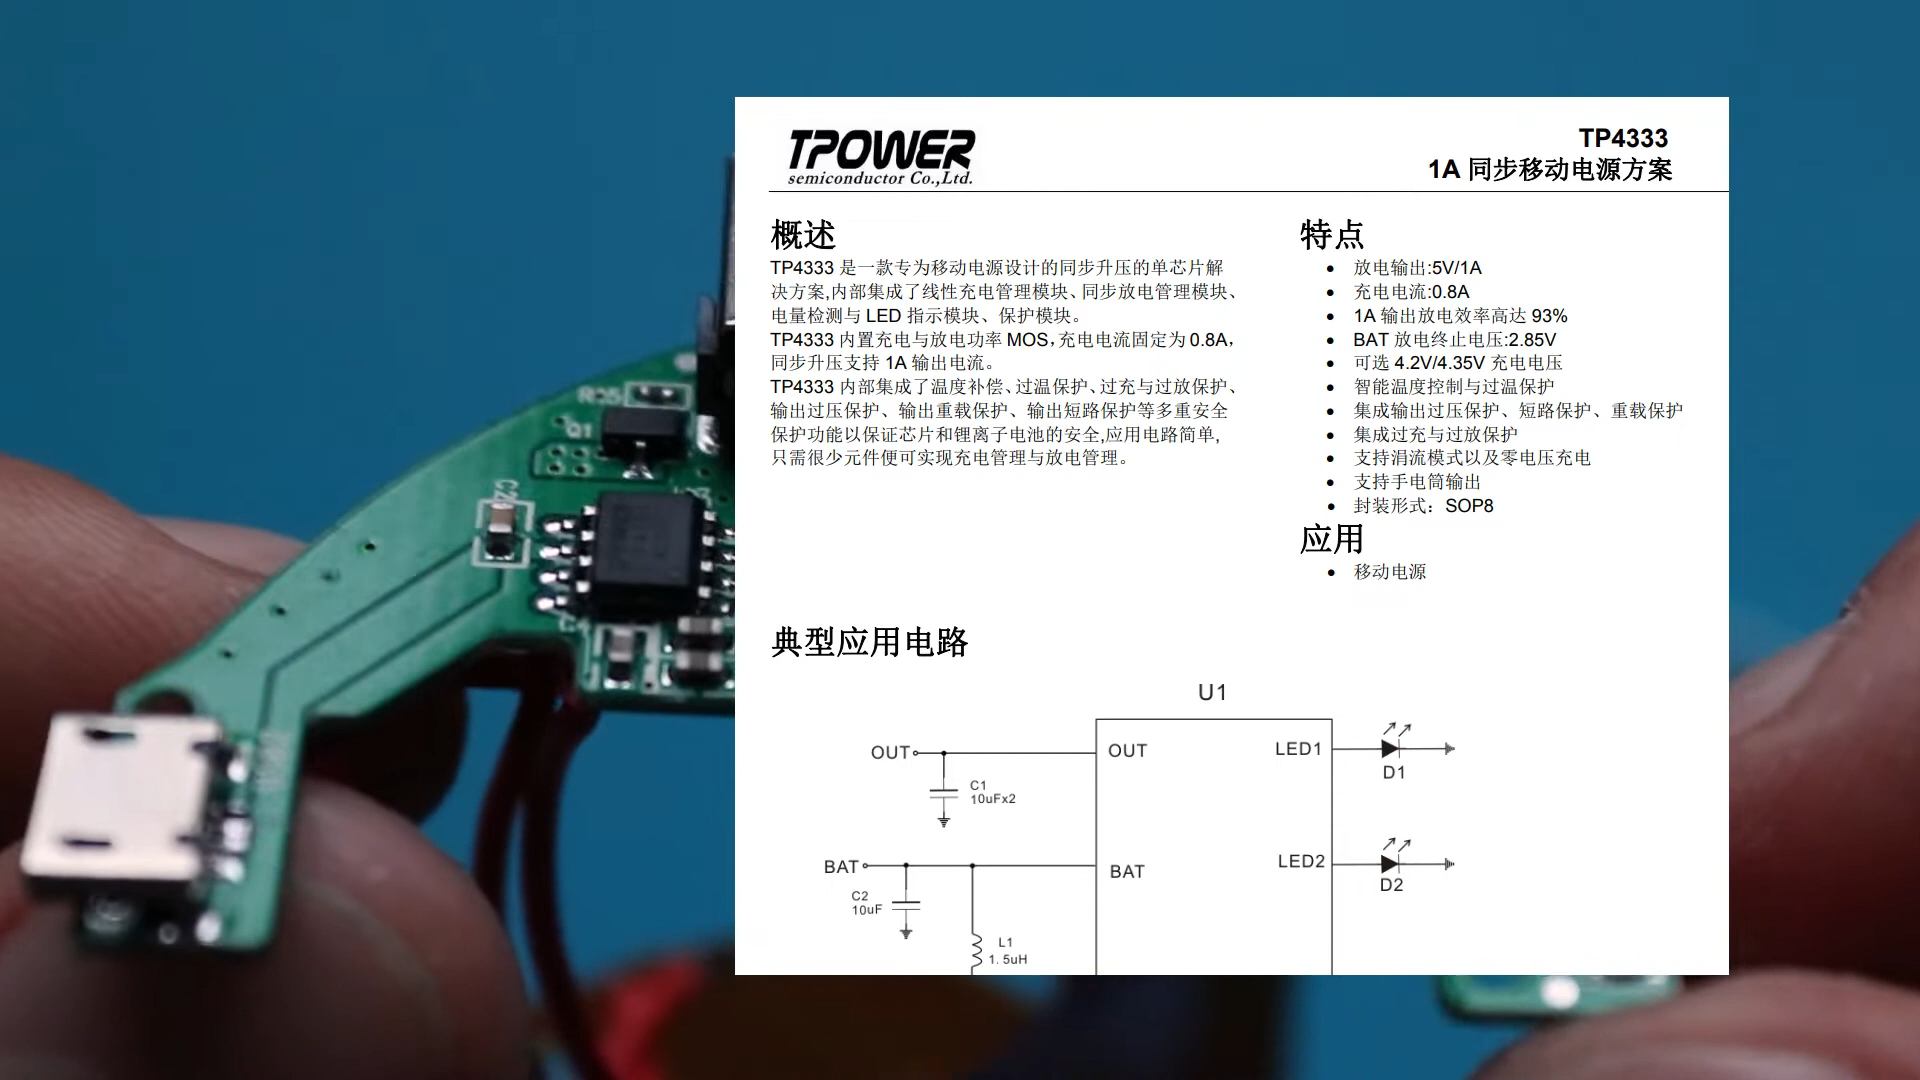 TPOWER
semiconductor Co.,Ltd.
TP4333
1A 同步移动电源方案
概述
TP4333 是一款专为移动电源设计的同步升压的单芯片解
决方案,内部集成了线性充电管理模块、同步放电管理模块、
电量检测与 LED 指示模块、保护模块。
TP4333 内置充电与放电功率 MOS，充电电流固定为 0.8A，
同步升压支持 1A 输出电流。
TP4333 内部集成了温度补偿、过温保护、过充与过放保护、
输出过压保护、输出重载保护、输出短路保护等多重安全
保护功能以保证芯片和锂离子电池的安全,应用电路简单,
只需很少元件便可实现充电管理与放电管理。
特点
• 放电输出:5V/1A
• 充电电流:0.8A
• 1A 输出放电效率高达 93%
• BAT 放电终止电压:2.85V
• 可选 4.2V/4.35V 充电电压
• 智能温度控制与过温保护
• 集成输出过压保护、短路保护、重载保护
• 集成过充与过放保护
• 支持涓流模式以及零电压充电
• 支持手电筒输出
• 封装形式：SOP8
应用
• 移动电源
典型应用电路
U1
OUT
OUT
LED1
D1
C1
10uFx2
BAT
BAT
LED2
D2
C2
10uF
L1
1.5uH
Q1